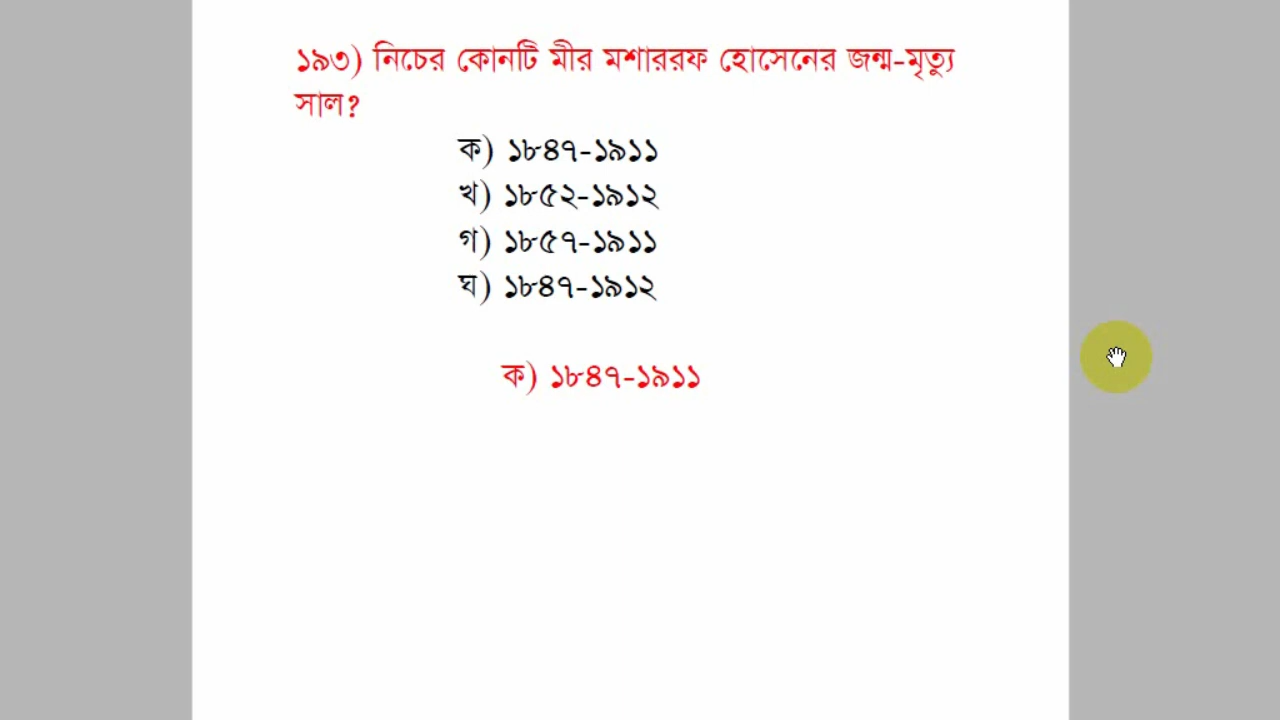 ১৯৩) নিচের কোনটি মীর মশাররফ হোসেনের জন্ম-মৃত্যু
সাল?
ক) ১৮৪৭-১৯১১
খ) ১৮৫২-১৯১২
গ) ১৮৫৭-১৯১১
ঘ) ১৮৪৭-১৯১২
ক) ১৮৪৭-১৯১১